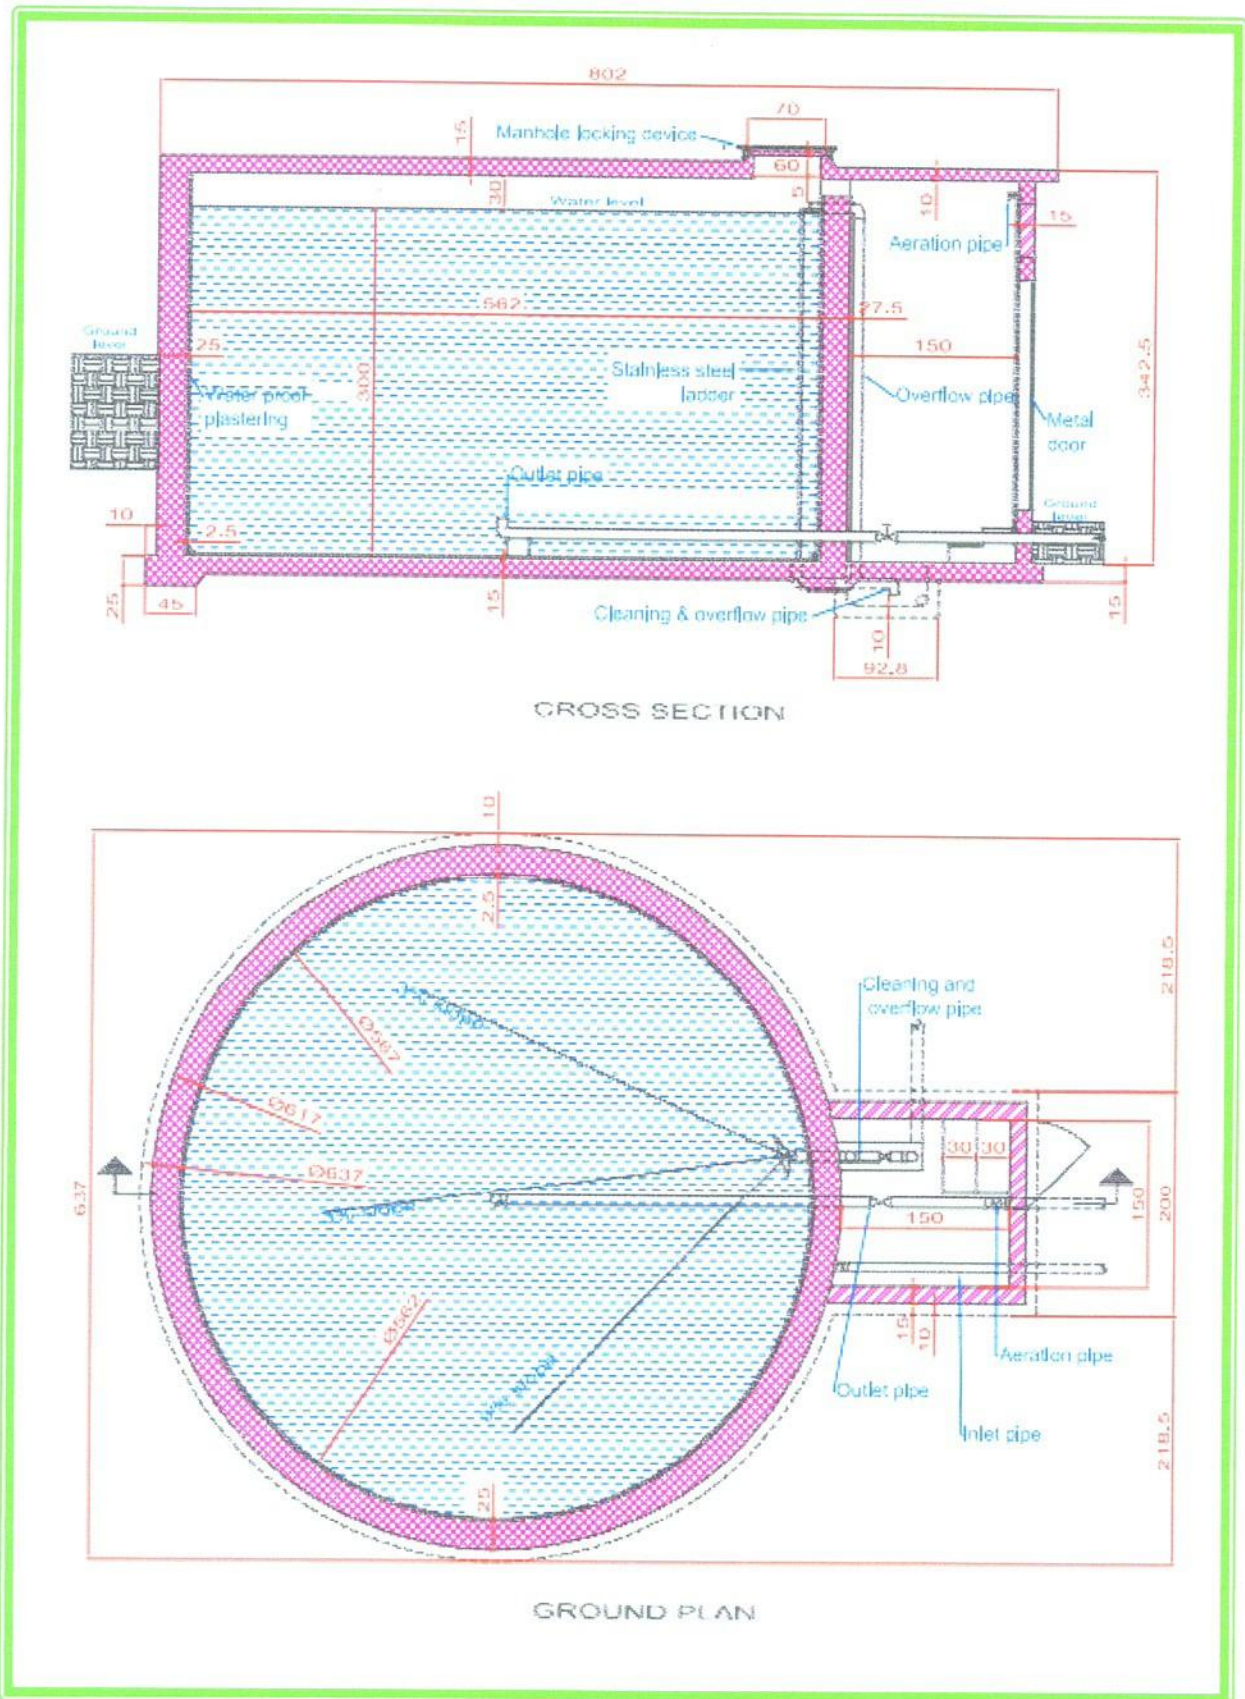 802
70
Manhole locking device
15
60
30
5
Water level
10
15
Aeration pipe
562
27.5
Ground
level
25
150
300
Stainless steel
ladder
342.5
Water proof
plastering
Overflow pipe
Metal
door
Outlet pipe
10
2.5
Ground
level
25
45
15
15
Cleaning & overflow pipe
10
92.8
CROSS SECTION
10
2.5
218.5
Cleaning and
overflow pipe
Ø567
Ø617
Ø637
637
30
30
150
150
200
Ø562
15
10
Aeration pipe
Outlet pipe
Inlet pipe
218.5
25
GROUND PLAN